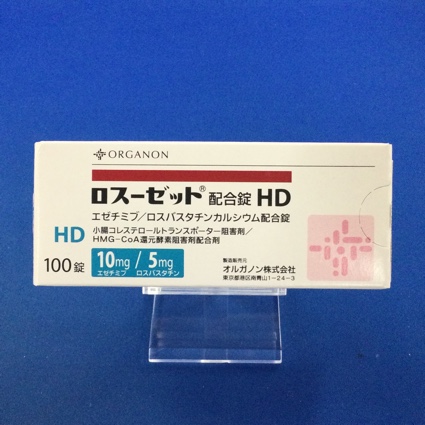 ORGANON
ロスーゼット® 配合錠 HD
エゼチミブ/ロスバスタチンカルシウム配合錠
小腸コレステロールトランスポーター阻害剤/
HMG-CoA還元酵素阻害剤配合剤
HD
100錠
10mg / 5mg
エゼチミブ ロスバスタチン
製造販売元
オルガノン株式会社
東京都港区南青山1-24-3